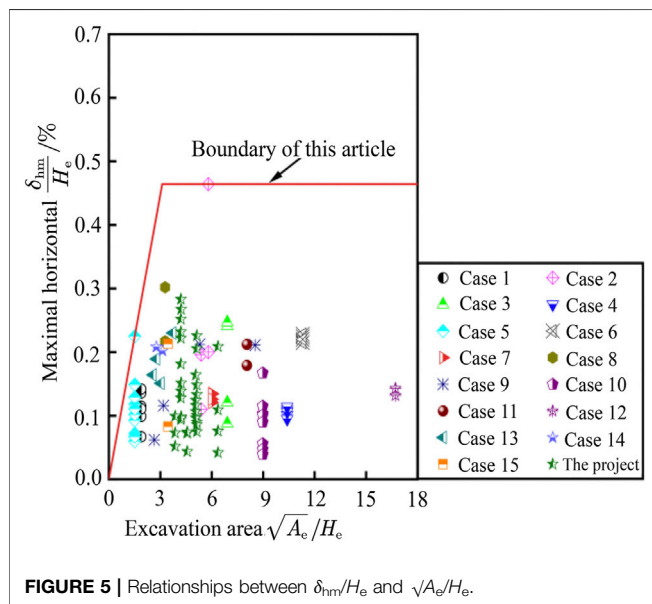 0.7
0.6
0.5
0.4
0.3
0.2
0.1
0.0
Maximal horizontal δhm/He /%
Boundary of this article
0 3 6 9 12 15 18
Excavation area √Ae/He
Case 1 Case 2
Case 3 Case 4
Case 5 Case 6
Case 7 Case 8
Case 9 Case 10
Case 11 Case 12
Case 13 Case 14
Case 15 The project
FIGURE 5 | Relationships between δhm/He and √Ae/He.